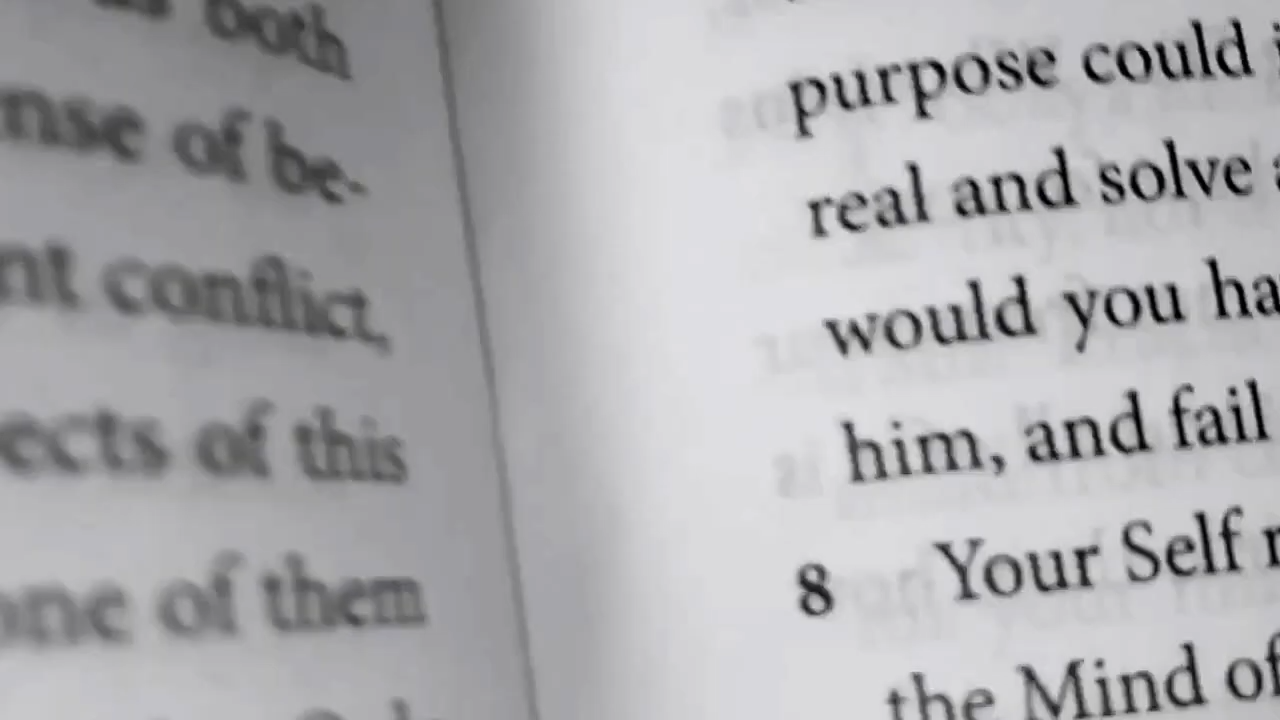 both
nse of be-
nt conflict,
ects of this
one of them
purpose could
real and solve
would you ha
him, and fail
8 Your Self
the Mind of